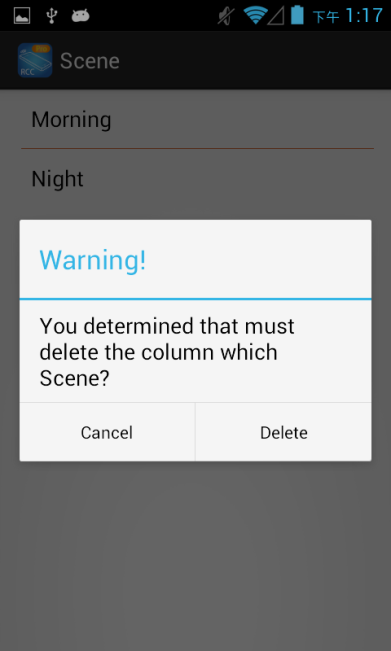 下午 1:17
RCC
Scene
Morning
Night
Warning!
You determined that must
delete the column which
Scene?
Cancel
Delete